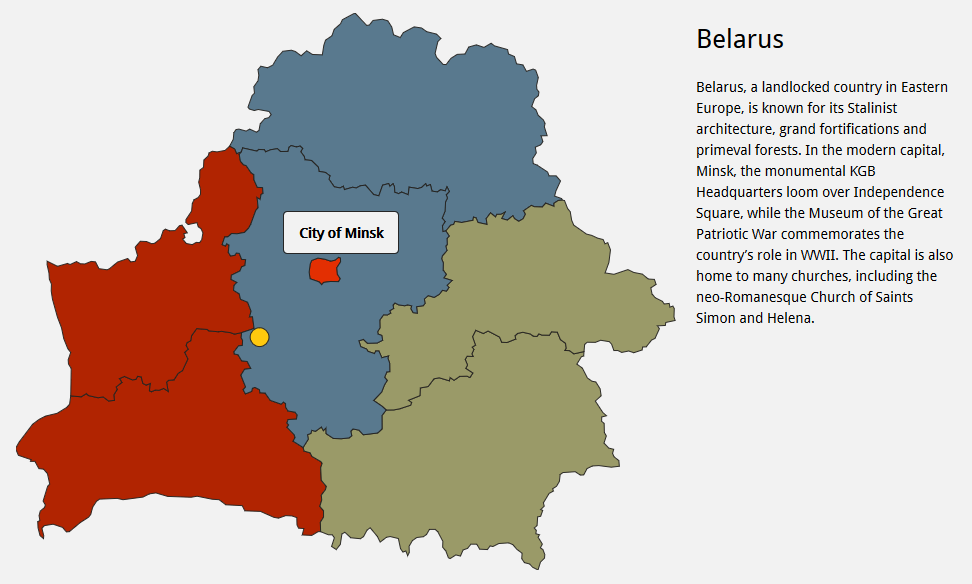 Belarus
Belarus, a landlocked country in Eastern
Europe, is known for its Stalinist
architecture, grand fortifications and
primeval forests. In the modern capital,
Minsk, the monumental KGB
Headquarters loom over Independence
Square, while the Museum of the Great
Patriotic War commemorates the
country’s role in WWII. The capital is also
home to many churches, including the
neo-Romanesque Church of Saints
Simon and Helena.
City of Minsk